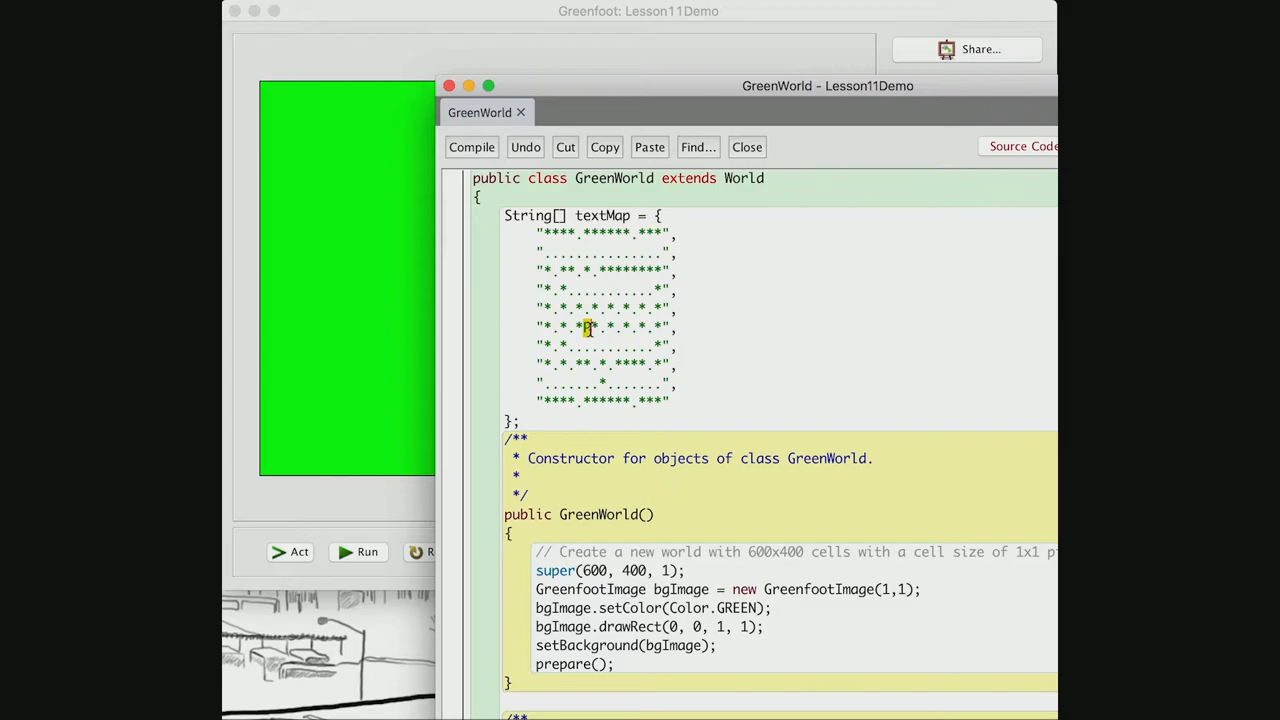 Greenfoot: Lesson11Demo
Share...
GreenWorld - Lesson11Demo
GreenWorld ×
Compile Undo Cut Copy Paste Find... Close Source Code
public class GreenWorld extends World
{
String[] textMap = {
"****.******.***",
"...............",
"*.**.*.********",
"*.*...........*",
"*.*.*.*.*.*.*.*",
"*.*.*P*.*.*.*.*",
"*.*...........*",
"*.*.**.*.****.*",
".......*.......",
"****.******.***"
};
/**
* Constructor for objects of class GreenWorld.
*
*/
public GreenWorld()
{
// Create a new world with 600x400 cells with a cell size of 1x1 p
super(600, 400, 1);
GreenfootImage bgImage = new GreenfootImage(1,1);
bgImage.setColor(Color.GREEN);
bgImage.drawRect(0, 0, 1, 1);
setBackground(bgImage);
prepare();
}
/**
Act Run R